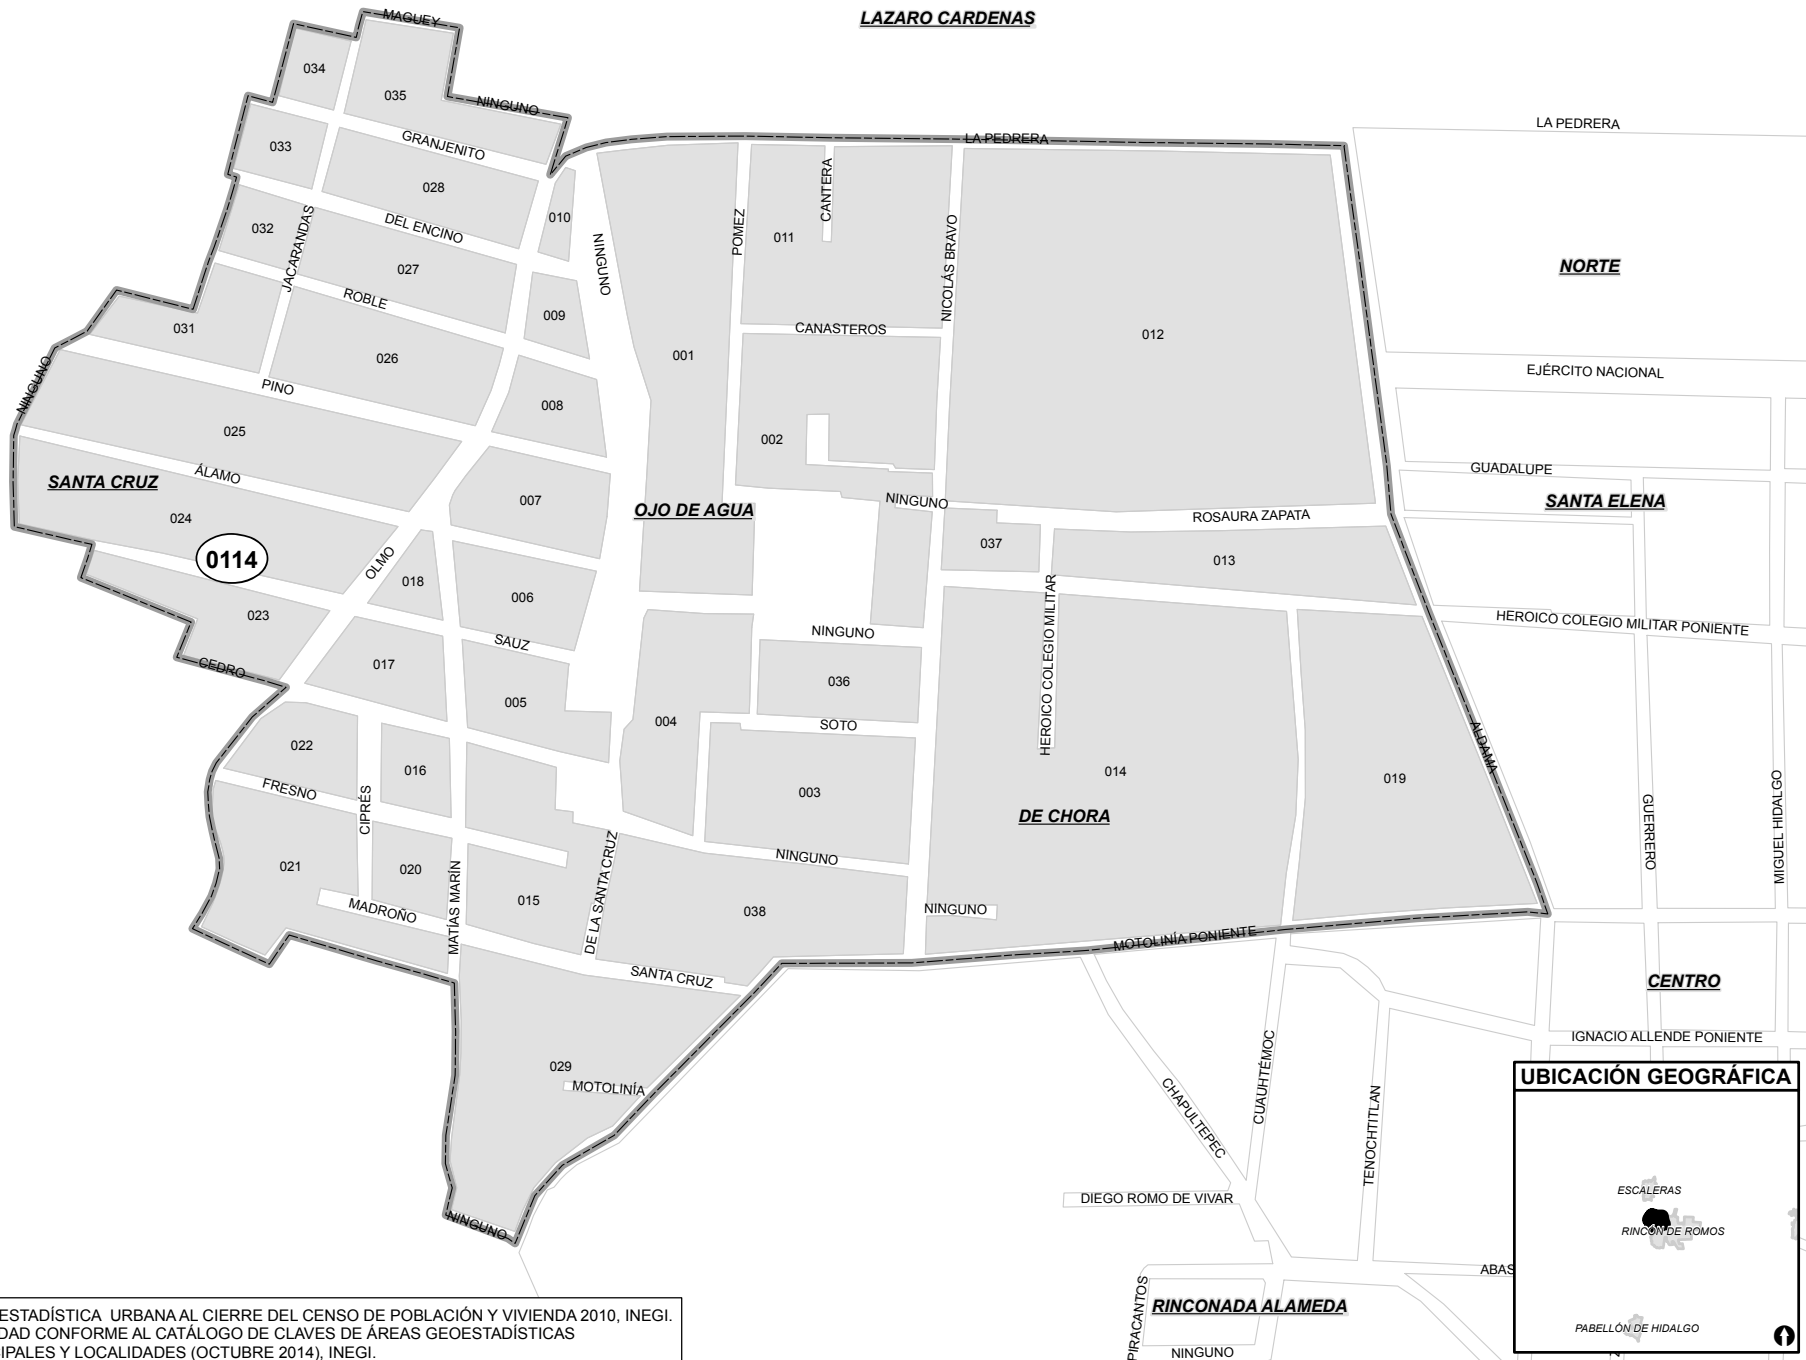 MAGUEY
LAZARO CARDENAS
034
035
NINGUNO
LA PEDRERA
LA PEDRERA
033
GRANJENITO
028
CANTERA
010
032
JACARANDAS
DEL ENCINO
NINGUNO
POMEZ
011
NICOLÁS BRAVO
NORTE
027
ROBLE
009
031
CANASTEROS
012
026
001
EJÉRCITO NACIONAL
NINGUNO
PINO
008
025
002
ÁLAMO
GUADALUPE
SANTA CRUZ
007
NINGUNO
SANTA ELENA
OJO DE AGUA
ROSAURA ZAPATA
024
0114
OLMO
037
013
018
006
023
HEROICO COLEGIO MILITAR
HEROICO COLEGIO MILITAR PONIENTE
SAUZ
NINGUNO
CEDRO
017
036
005
004
SOTO
ALDAMA
022
016
014
019
FRESNO
CIPRÉS
003
DE CHORA
GUERRERO
MIGUEL HIDALGO
021
020
MATÍAS MARÍN
DE LA SANTA CRUZ
NINGUNO
015
038
NINGUNO
MADROÑO
MOTOLINÍA PONIENTE
SANTA CRUZ
CENTRO
IGNACIO ALLENDE PONIENTE
029
MOTOLINÍA
CHAPULTEPEC
CUAUHTÉMOC
TENOCHTITLAN
UBICACIÓN GEOGRÁFICA
ESCALERAS
RINCÓN DE ROMOS
PABELLÓN DE HIDALGO
DIEGO ROMO DE VIVAR
NINGUNO
ABAS
PIRACANTOS
RINCONADA ALAMEDA
NINGUNO
ESTADÍSTICA URBANA AL CIERRE DEL CENSO DE POBLACIÓN Y VIVIENDA 2010, INEGI.
DAD CONFORME AL CATÁLOGO DE CLAVES DE ÁREAS GEOESTADÍSTICAS
CIPALES Y LOCALIDADES (OCTUBRE 2014), INEGI.